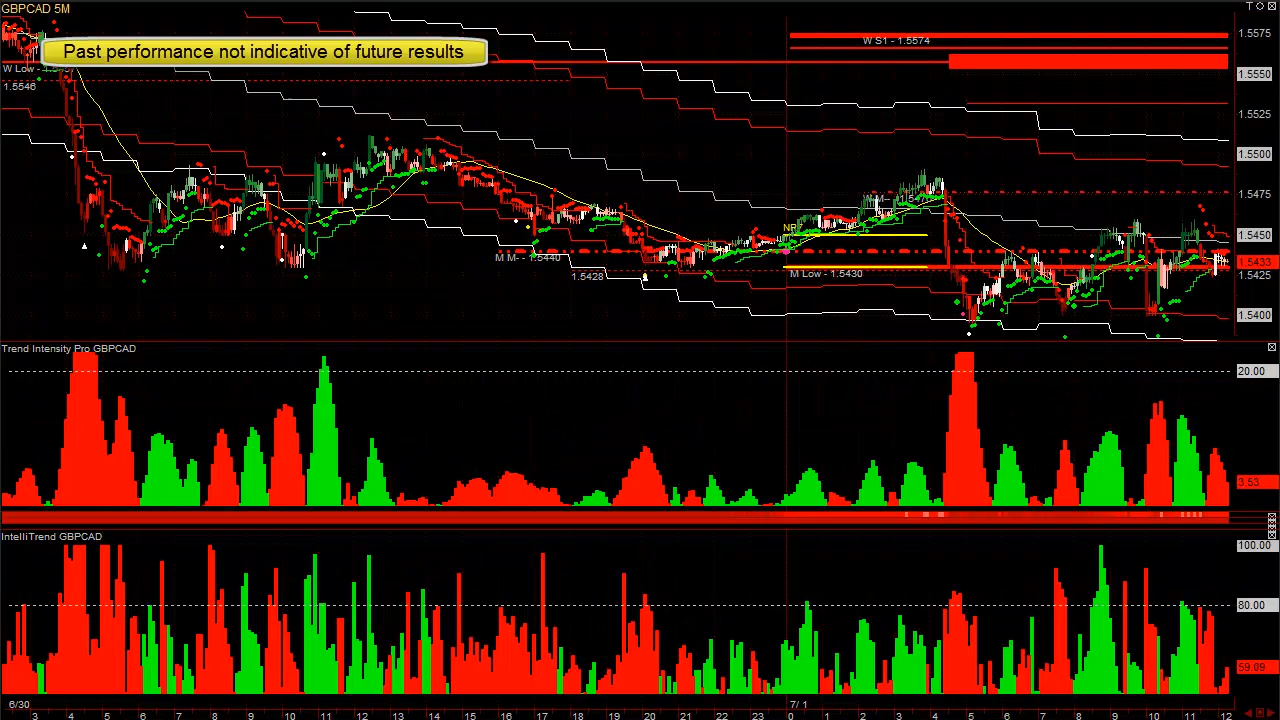 GBPCAD 5M
T
Past performance not indicative of future results
W S1 - 1.5574
W Low -
1.5546
M M- - 1.5440
1.5428
NP
M Low - 1.5430
1.5575
1.5550
1.5525
1.5500
1.5475
1.5450
1.5433
1.5425
1.5400
Trend Intensity Pro GBPCAD
20.00
3.53
IntelliTrend GBPCAD
100.00
80.00
59.09
6/30
7/ 1
3 4 5 6 7 8 9 10 11 12 13 14 15 16 17 18 19 20 21 22 23 0 1 2 3 4 5 6 7 8 9 10 11 12